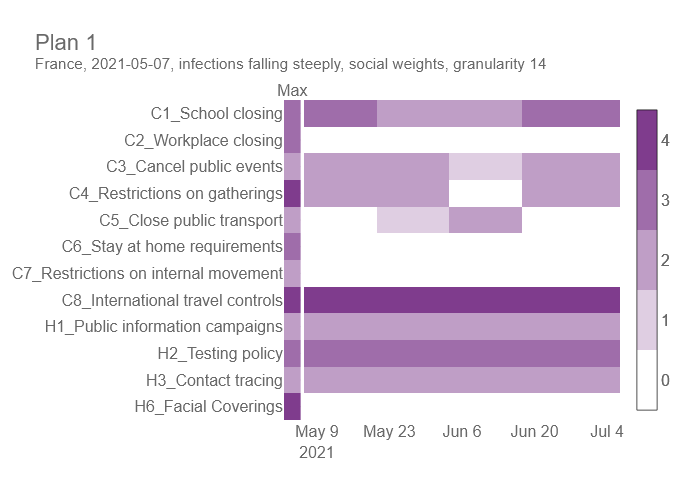 Plan 1
France, 2021-05-07, infections falling steeply, social weights, granularity 14
Max
C1_School closing
C2_Workplace closing
C3_Cancel public events
C4_Restrictions on gatherings
C5_Close public transport
C6_Stay at home requirements
C7_Restrictions on internal movement
C8_International travel controls
H1_Public information campaigns
H2_Testing policy
H3_Contact tracing
H6_Facial Coverings
4
3
2
1
0
May 9 May 23 Jun 6 Jun 20 Jul 4
2021